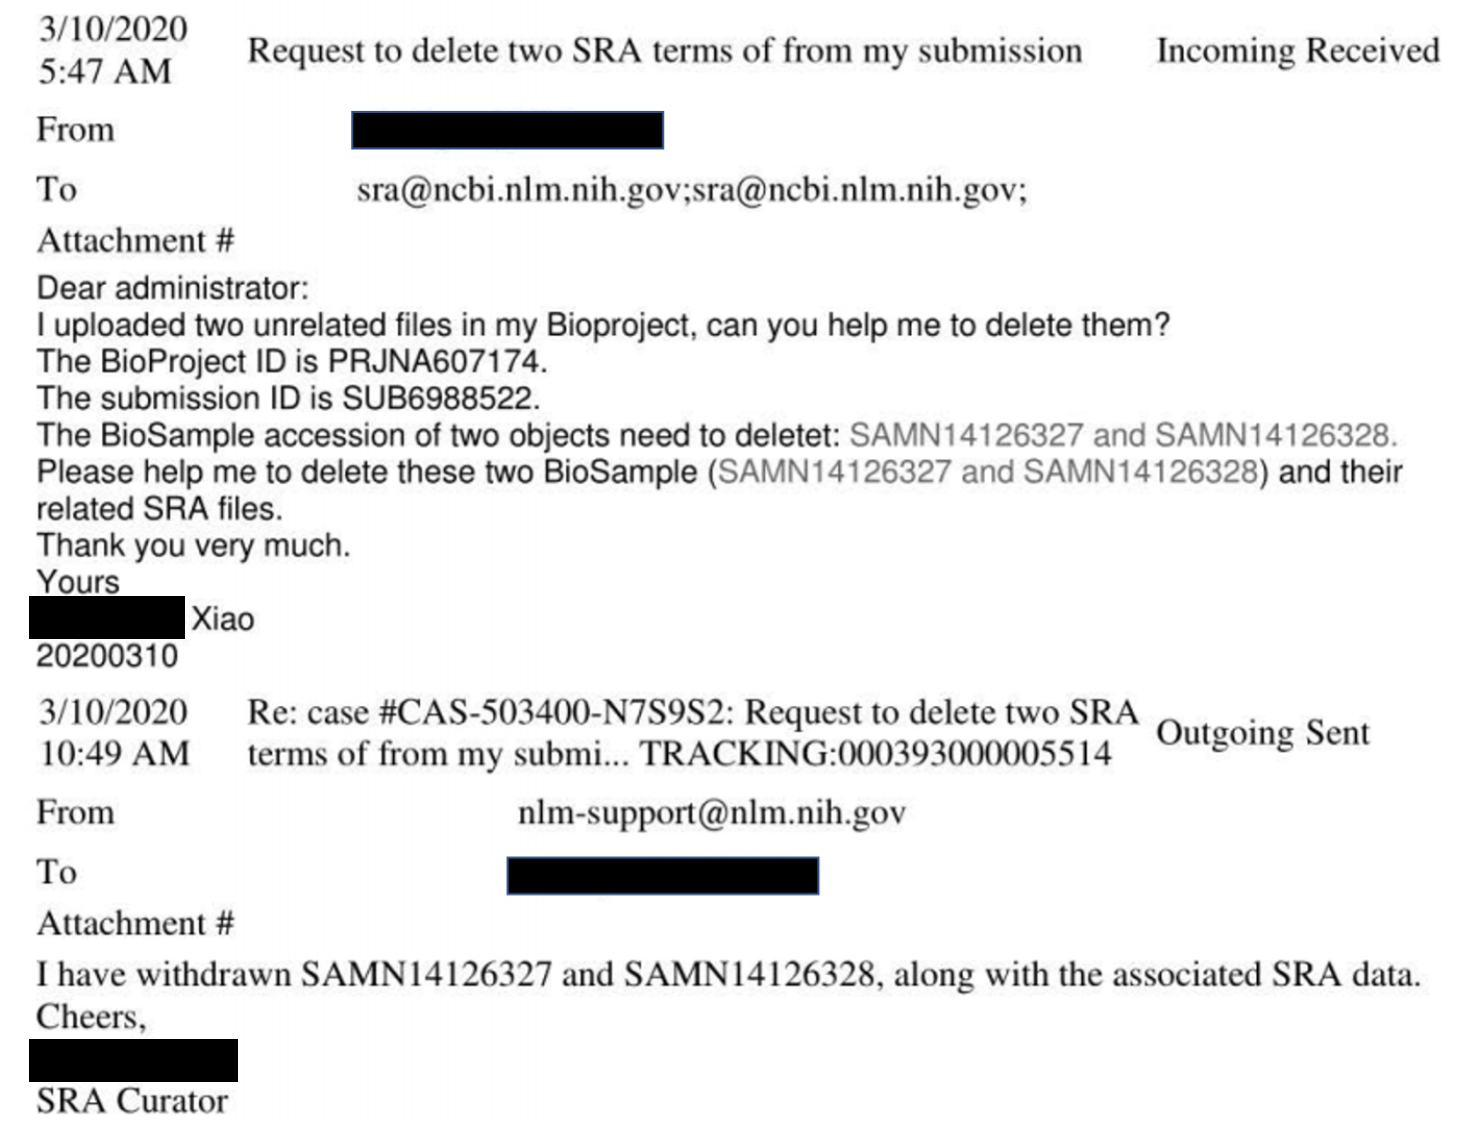 3/10/2020
5:47 AM
Request to delete two SRA terms of from my submission
Incoming Received
From
To
sra@ncbi.nlm.nih.gov;sra@ncbi.nlm.nih.gov;
Attachment #
Dear administrator:
I uploaded two unrelated files in my Bioproject, can you help me to delete them?
The BioProject ID is PRJNA607174.
The submission ID is SUB6988522.
The BioSample accession of two objects need to deletet: SAMN14126327 and SAMN14126328.
Please help me to delete these two BioSample (SAMN14126327 and SAMN14126328) and their
related SRA files.
Thank you very much.
Yours
Xiao
20200310
3/10/2020
10:49 AM
Re: case #CAS-503400-N7S9S2: Request to delete two SRA
terms of from my submi... TRACKING:000393000005514
Outgoing Sent
From
nlm-support@nlm.nih.gov
To
Attachment #
I have withdrawn SAMN14126327 and SAMN14126328, along with the associated SRA data.
Cheers,
SRA Curator